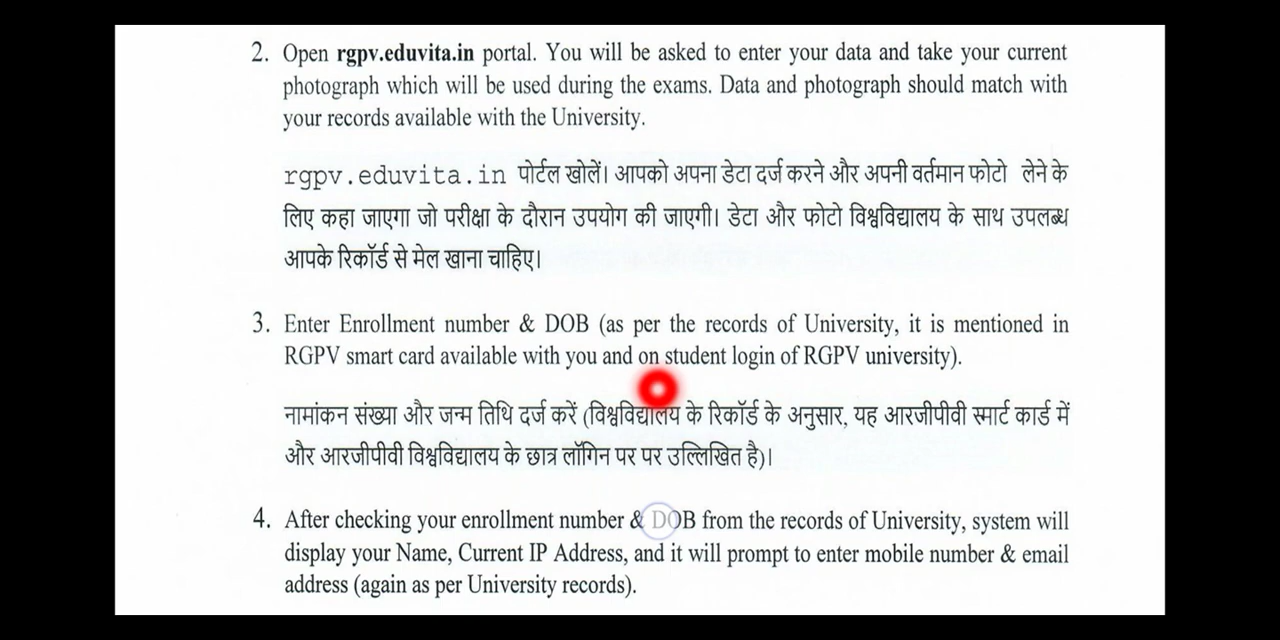 2. Open rgpv.eduvita.in portal. You will be asked to enter your data and take your current
photograph which will be used during the exams. Data and photograph should match with
your records available with the University.
rgpv.eduvita.in पोर्टल खोलें। आपको अपना डेटा दर्ज करने और अपनी वर्तमान फोटो लेने के
लिए कहा जाएगा जो परीक्षा के दौरान उपयोग की जाएगी। डेटा और फोटो विश्वविद्यालय के साथ उपलब्ध
आपके रिकॉर्ड से मेल खाना चाहिए।
3. Enter Enrollment number & DOB (as per the records of University, it is mentioned in
RGPV smart card available with you and on student login of RGPV university).
नामांकन संख्या और जन्म तिथि दर्ज करें (विश्वविद्यालय के रिकॉर्ड के अनुसार, यह आरजीपीवी स्मार्ट कार्ड में
और आरजीपीवी विश्वविद्यालय के छात्र लॉगिन पर पर उल्लिखित है)।
4. After checking your enrollment number & DOB from the records of University, system will
display your Name, Current IP Address, and it will prompt to enter mobile number & email
address (again as per University records).